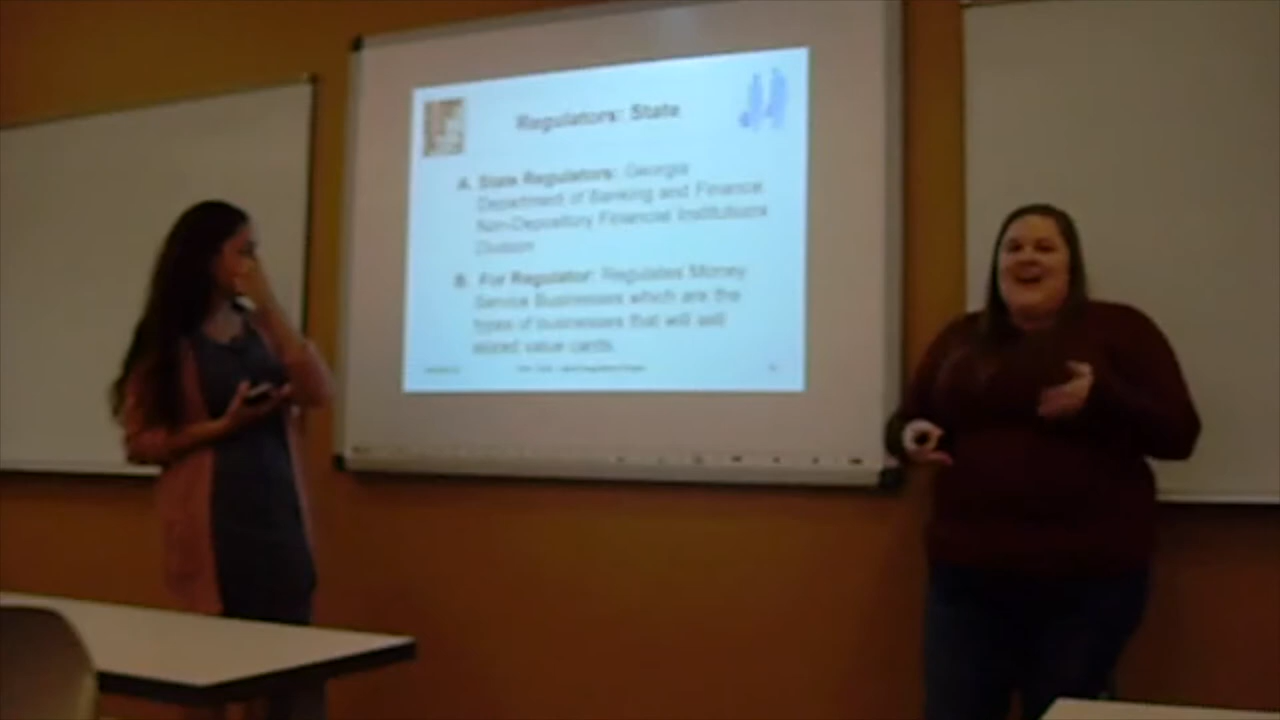 Regulators: State
A. State Regulators: Georgia
Department of Banking and Finance
Non-Depository Financial Institutions
Division
B. For Regulator: Regulates Money
Service Businesses which are the
types of businesses that will sell
stored value cards.